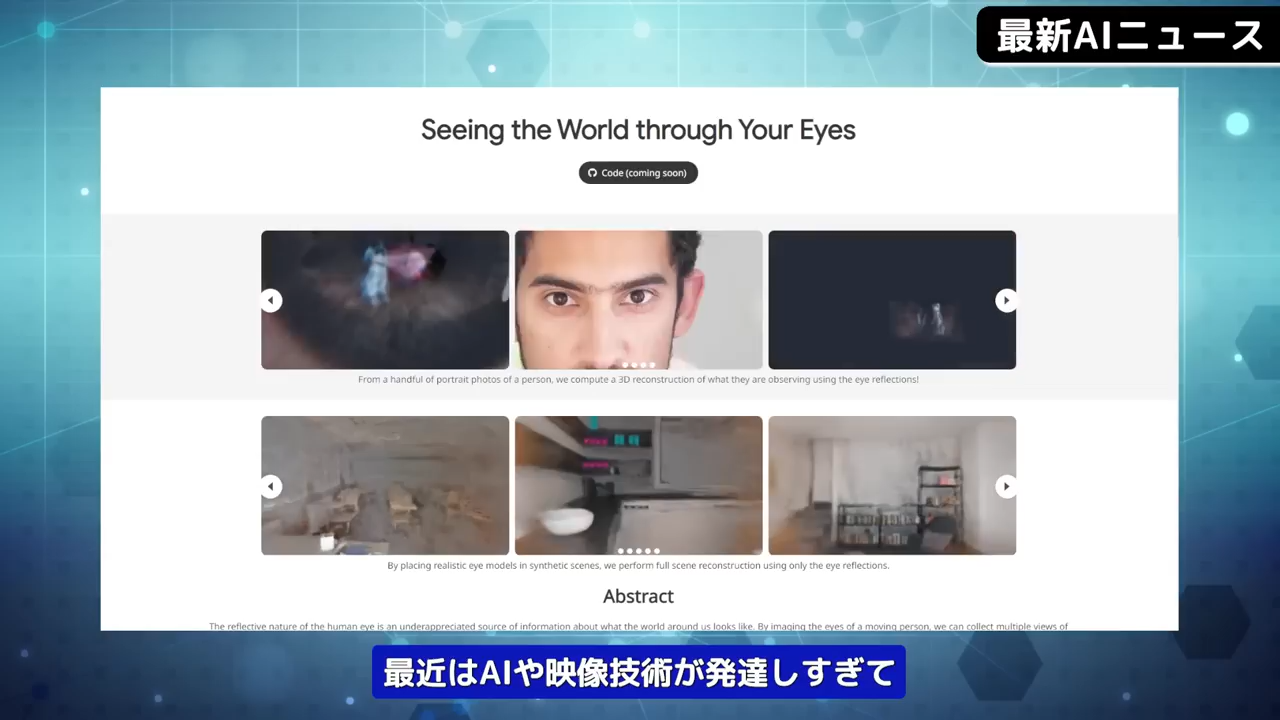 最新AIニュース
Seeing the World through Your Eyes
Code (coming soon)
From a handful of portrait photos of a person, we compute a 3D reconstruction of what they are observing using the eye reflections!
By placing realistic eye models in synthetic scenes, we perform full scene reconstruction using only the eye reflections.
Abstract
The reflective nature of the human eye is an underappreciated source of information about what the world around us looks like. By imaging the eyes of a moving person, we can collect multiple views of
最近はAIや映像技術が発達しすぎて